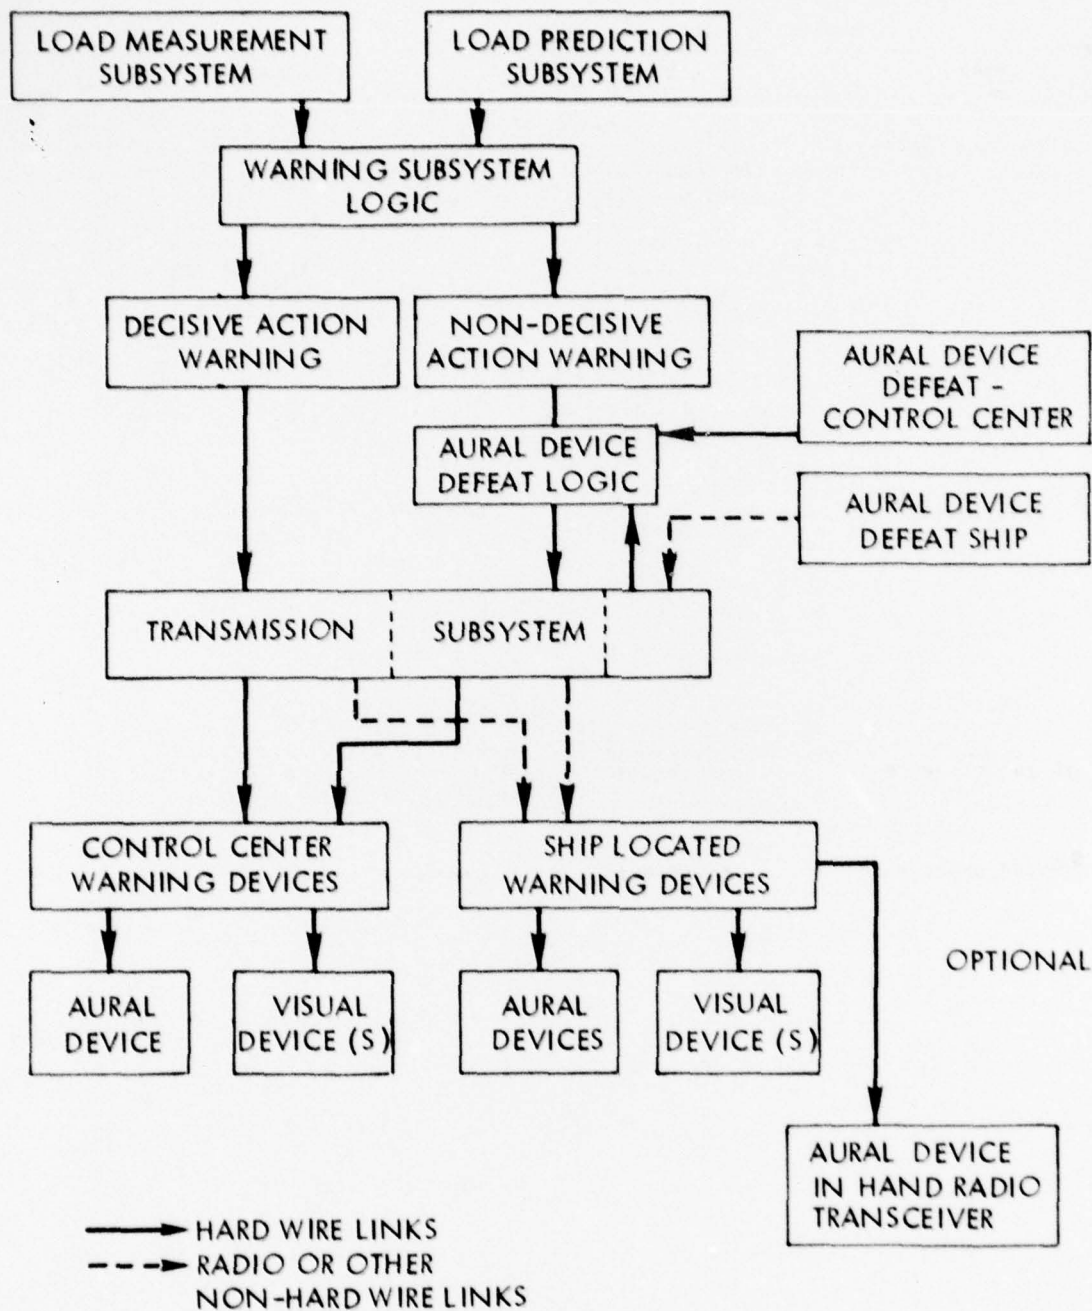 LOAD MEASUREMENT
SUBSYSTEM
LOAD PREDICTION
SUBSYSTEM
WARNING SUBSYSTEM
LOGIC
DECISIVE ACTION
WARNING
NON-DECISIVE
ACTION WARNING
AURAL DEVICE
DEFEAT -
CONTROL CENTER
AURAL DEVICE
DEFEAT LOGIC
AURAL DEVICE
DEFEAT SHIP
TRANSMISSION SUBSYSTEM
CONTROL CENTER
WARNING DEVICES
SHIP LOCATED
WARNING DEVICES
AURAL
DEVICE
VISUAL
DEVICE (S)
AURAL
DEVICES
VISUAL
DEVICE (S)
OPTIONAL
AURAL DEVICE
IN HAND RADIO
TRANSCEIVER
HARD WIRE LINKS
RADIO OR OTHER
NON-HARD WIRE LINKS